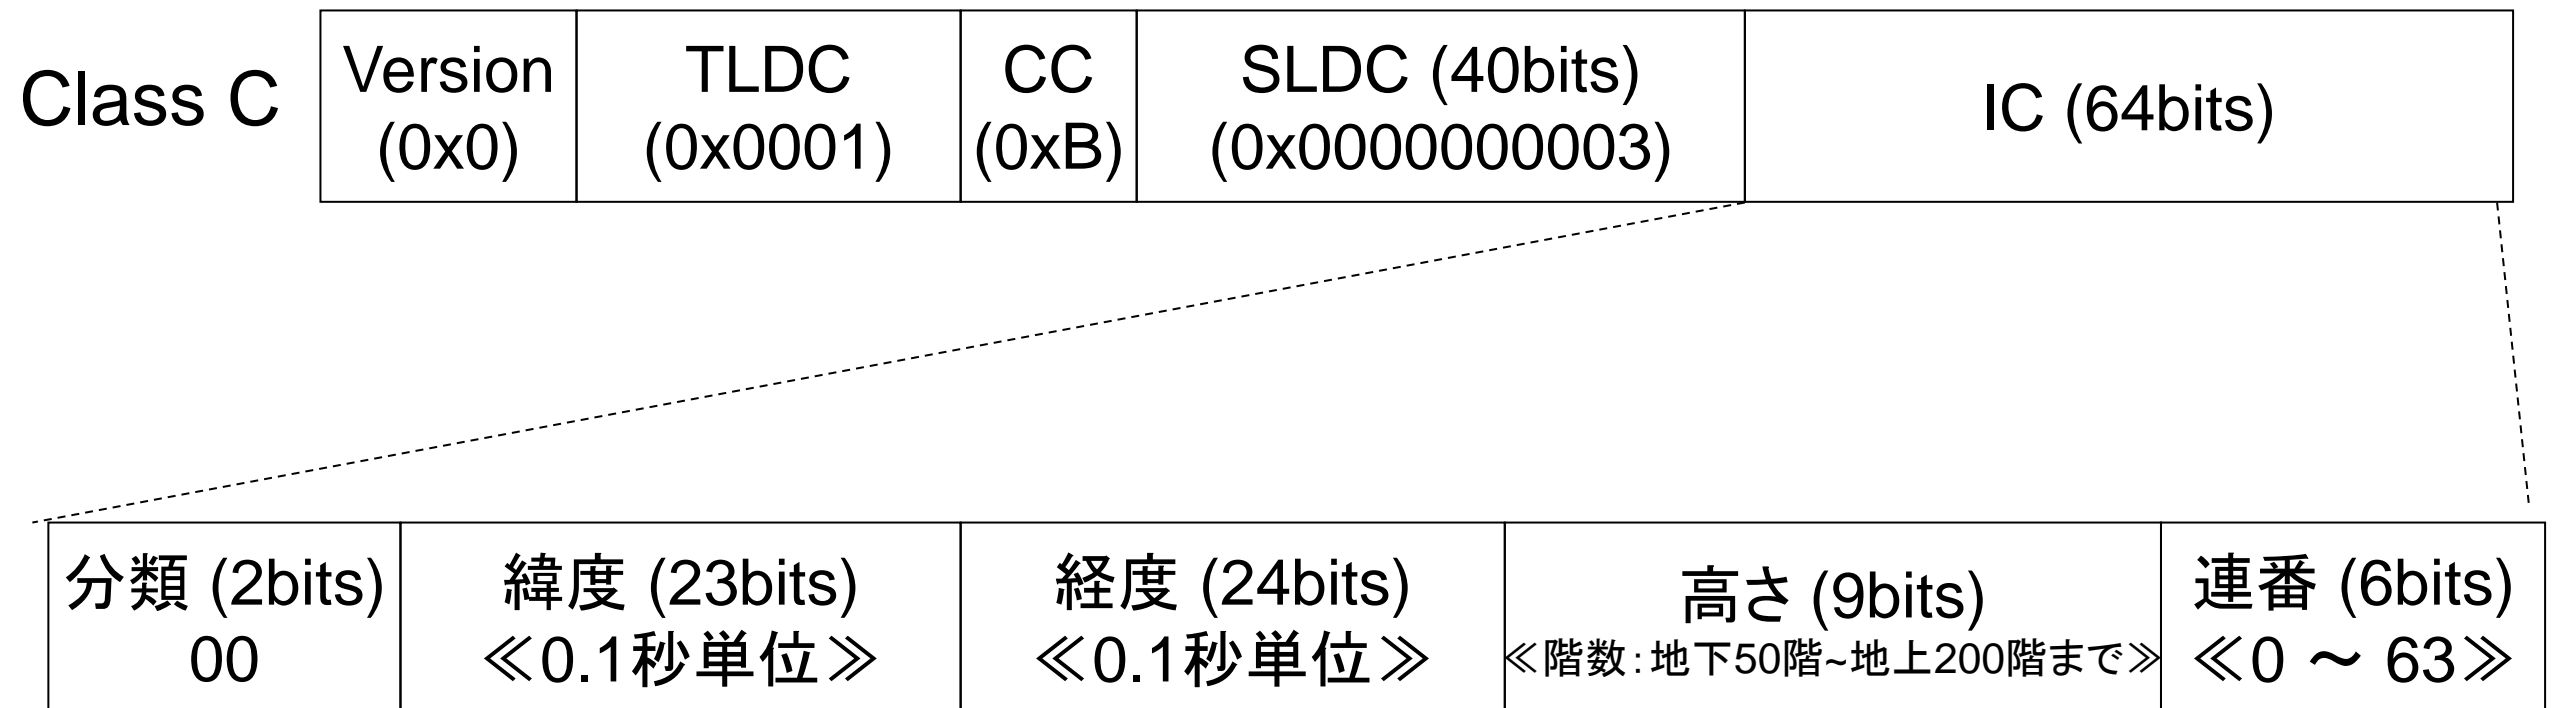 Class C
Version
(0x0)
TLDC
(0x0001)
CC
(0xB)
SLDC (40bits)
(0x0000000003)
IC (64bits)
分類 (2bits)
00
緯度 (23bits)
≪0.1秒単位≫
経度 (24bits)
≪0.1秒単位≫
高さ (9bits)
≪階数:地下50階~地上200階まで≫
連番 (6bits)
≪0 ～ 63≫